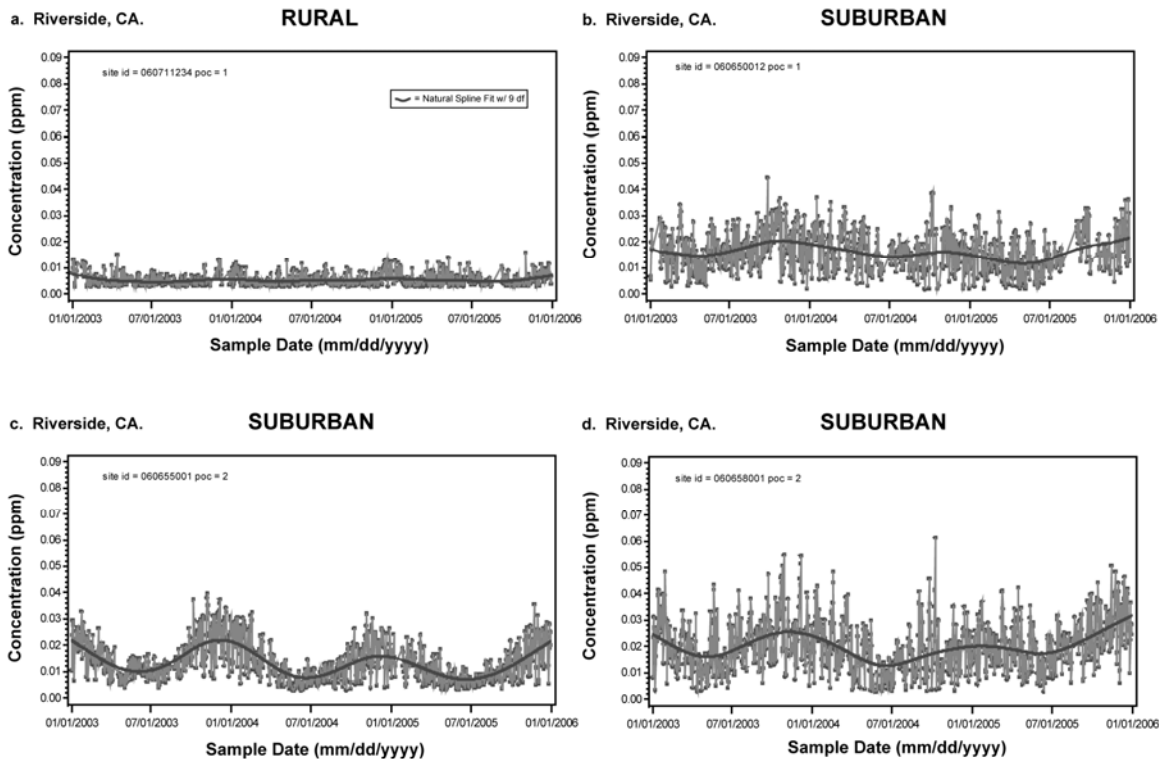 a. Riverside, CA. RURAL
site id = 060711234 poc = 1
= Natural Spline Fit w/ 9 df
Concentration (ppm)
0.09
0.08
0.07
0.06
0.05
0.04
0.03
0.02
0.01
0.00
01/01/2003 07/01/2003 01/01/2004 07/01/2004 01/01/2005 07/01/2005 01/01/2006
Sample Date (mm/dd/yyyy)
b. Riverside, CA. SUBURBAN
site id = 060650012 poc = 1
Concentration (ppm)
0.09
0.08
0.07
0.06
0.05
0.04
0.03
0.02
0.01
0.00
01/01/2003 07/01/2003 01/01/2004 07/01/2004 01/01/2005 07/01/2005 01/01/2006
Sample Date (mm/dd/yyyy)
c. Riverside, CA. SUBURBAN
site id = 060655001 poc = 2
Concentration (ppm)
0.09
0.08
0.07
0.06
0.05
0.04
0.03
0.02
0.01
0.00
01/01/2003 07/01/2003 01/01/2004 07/01/2004 01/01/2005 07/01/2005 01/01/2006
Sample Date (mm/dd/yyyy)
d. Riverside, CA. SUBURBAN
site id = 060658001 poc = 2
Concentration (ppm)
0.09
0.08
0.07
0.06
0.05
0.04
0.03
0.02
0.01
0.00
01/01/2003 07/01/2003 01/01/2004 07/01/2004 01/01/2005 07/01/2005 01/01/2006
Sample Date (mm/dd/yyyy)